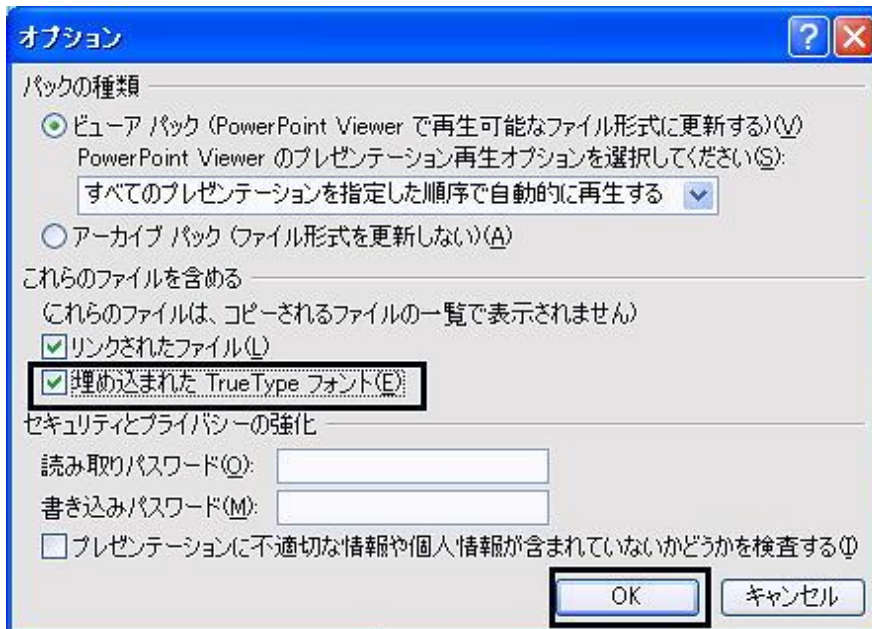 オプション
パックの種類
ビューア パック (PowerPoint Viewer で再生可能なファイル形式に更新する)(V)
PowerPoint Viewer のプレゼンテーション再生オプションを選択してください(S):
すべてのプレゼンテーションを指定した順序で自動的に再生する
アーカイブ パック (ファイル形式を更新しない)(A)
これらのファイルを含める
(これらのファイルは、コピーされるファイルの一覧で表示されません)
リンクされたファイル(L)
埋め込まれた TrueType フォント(E)
セキュリティとプライバシーの強化
読み取りパスワード(O):
書き込みパスワード(M):
プレゼンテーションに不適切な情報や個人情報が含まれていないかどうかを検査する(I)
OK キャンセル